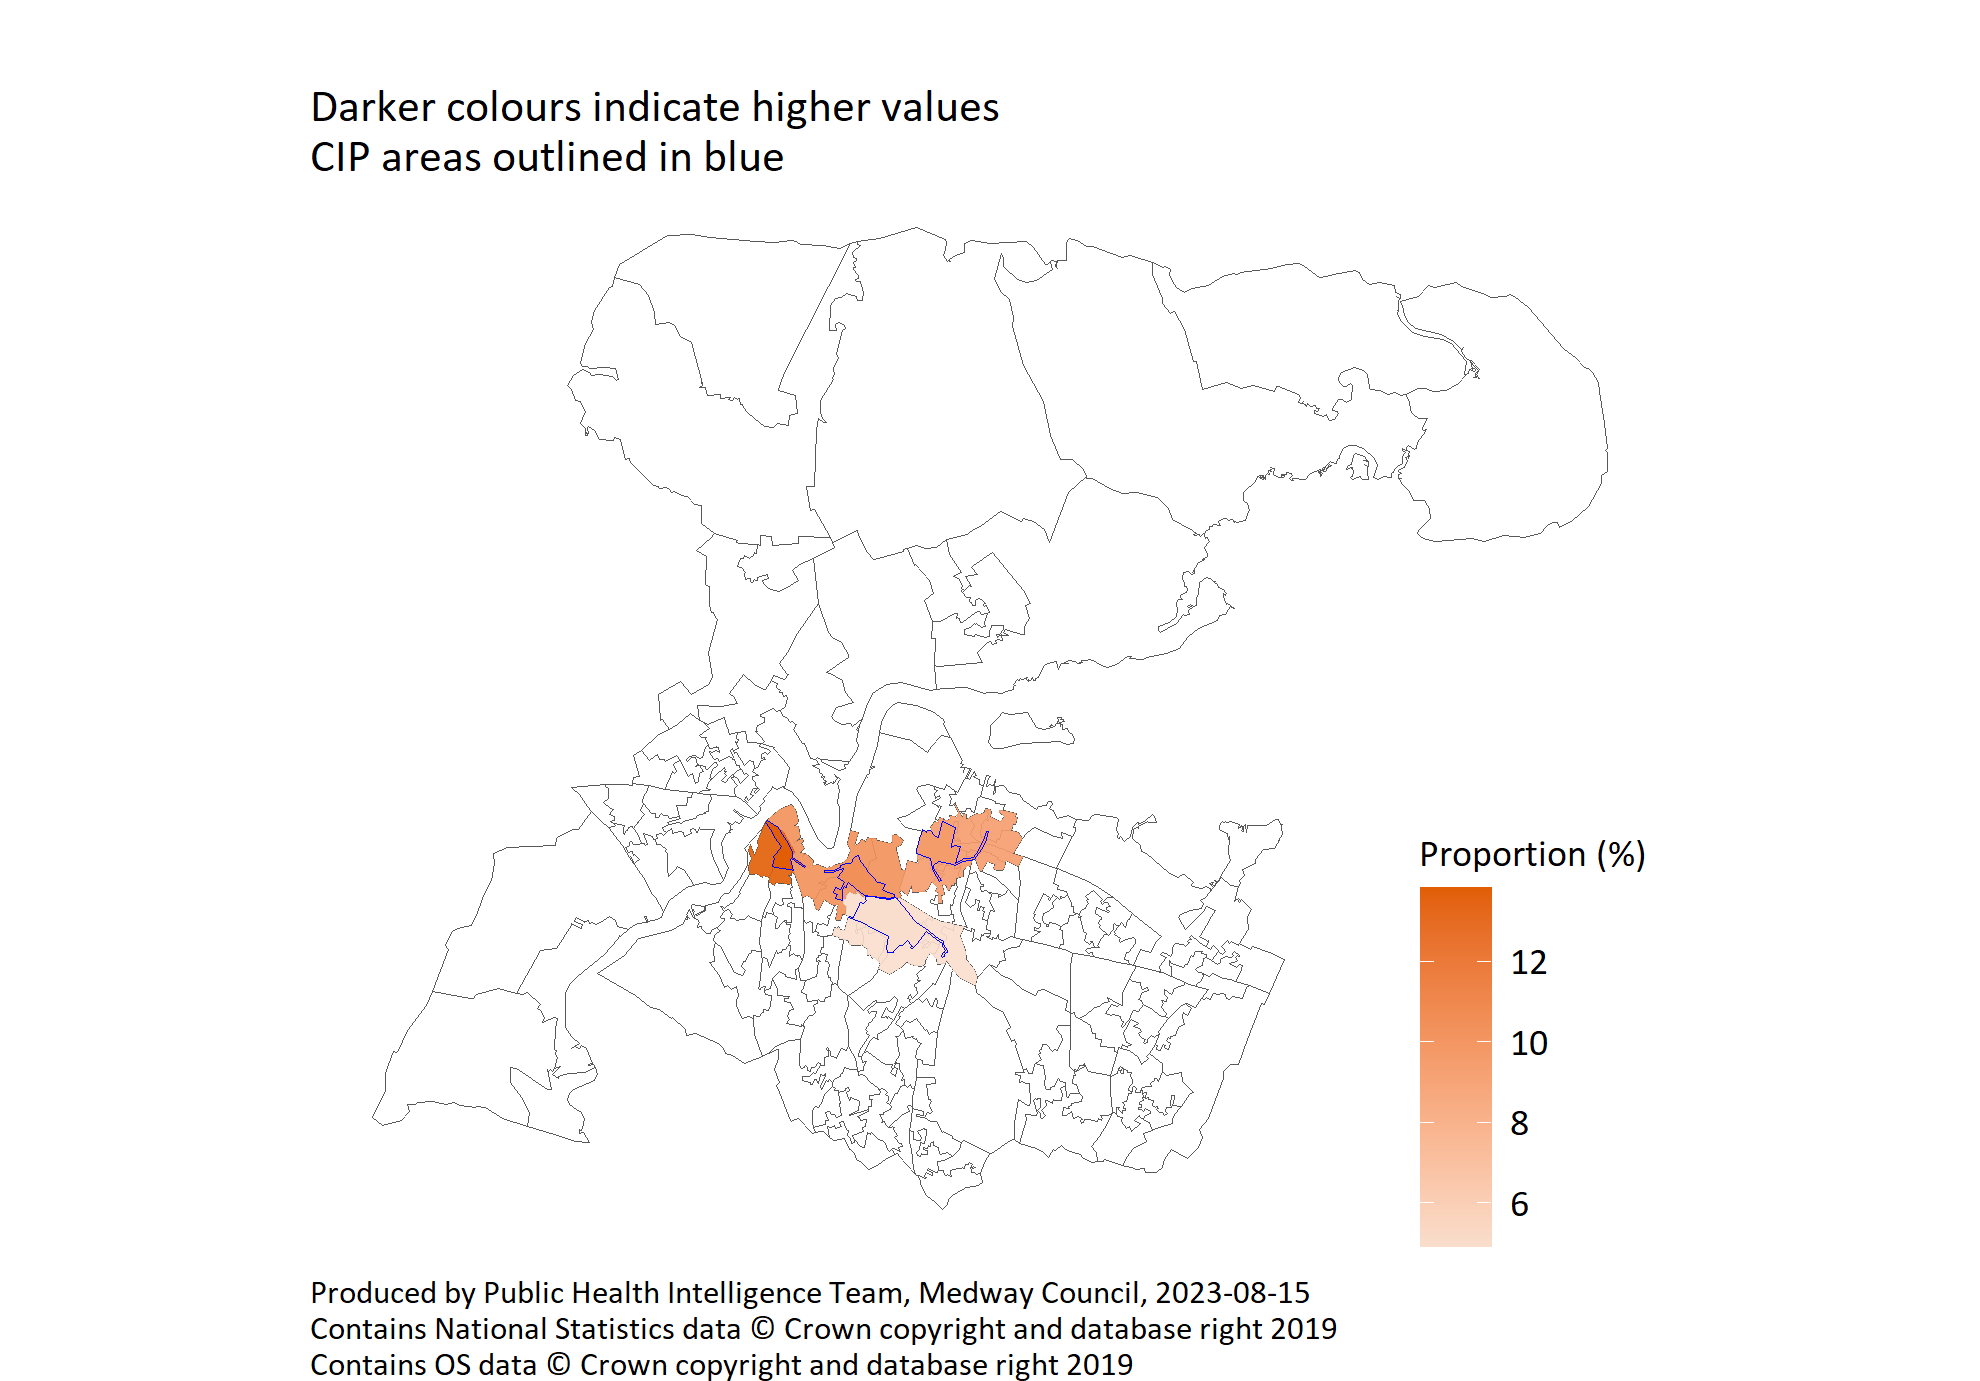 Darker colours indicate higher values
CIP areas outlined in blue
Proportion (%)
12
10
8
6
Produced by Public Health Intelligence Team, Medway Council, 2023-08-15
Contains National Statistics data © Crown copyright and database right 2019
Contains OS data © Crown copyright and database right 2019